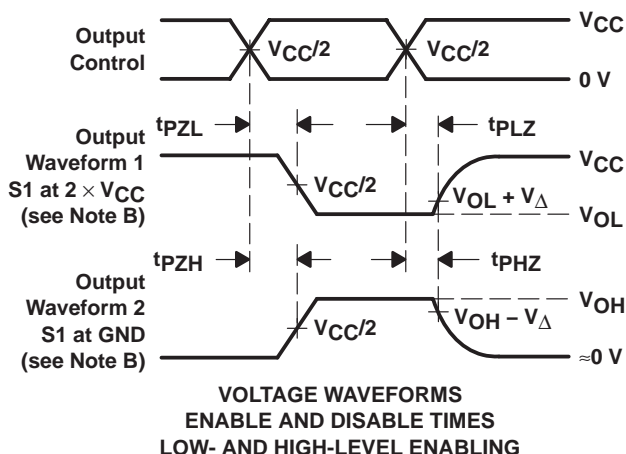 Output
Control
VCC/2
VCC/2
VCC
0 V
tPZL
tPLZ
Output
Waveform 1
S1 at 2 × VCC
(see Note B)
VCC/2
VCC
VOL + VΔ
VOL
tPZH
tPHZ
Output
Waveform 2
S1 at GND
(see Note B)
VCC/2
VOH
VOH – VΔ
≈0 V
VOLTAGE WAVEFORMS
ENABLE AND DISABLE TIMES
LOW- AND HIGH-LEVEL ENABLING